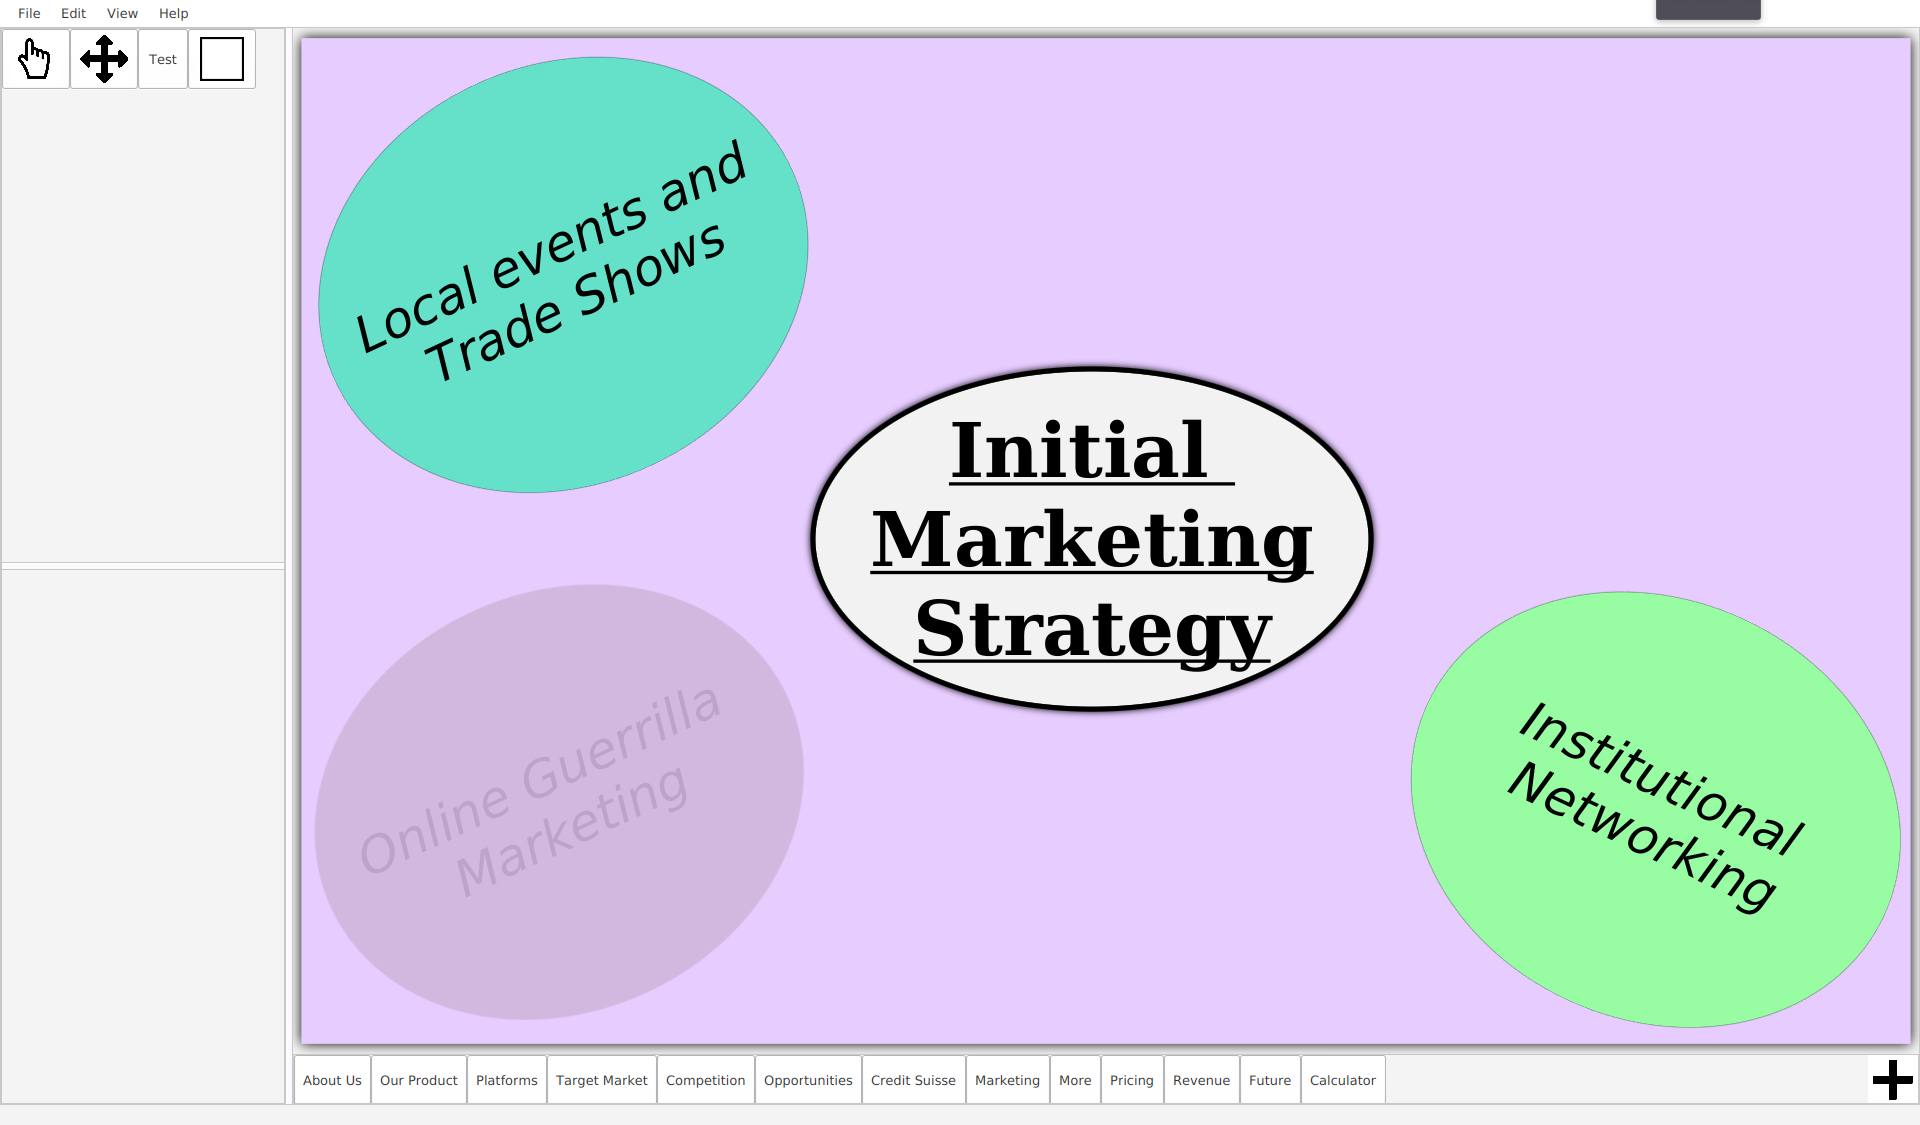 File Edit View Help
Test
Local events and
Trade Shows
Initial
Marketing
Strategy
Online Guerrilla
Marketing
Institutional
Networking
About Us Our Product Platforms Target Market Competition Opportunities Credit Suisse Marketing More Pricing Revenue Future Calculator